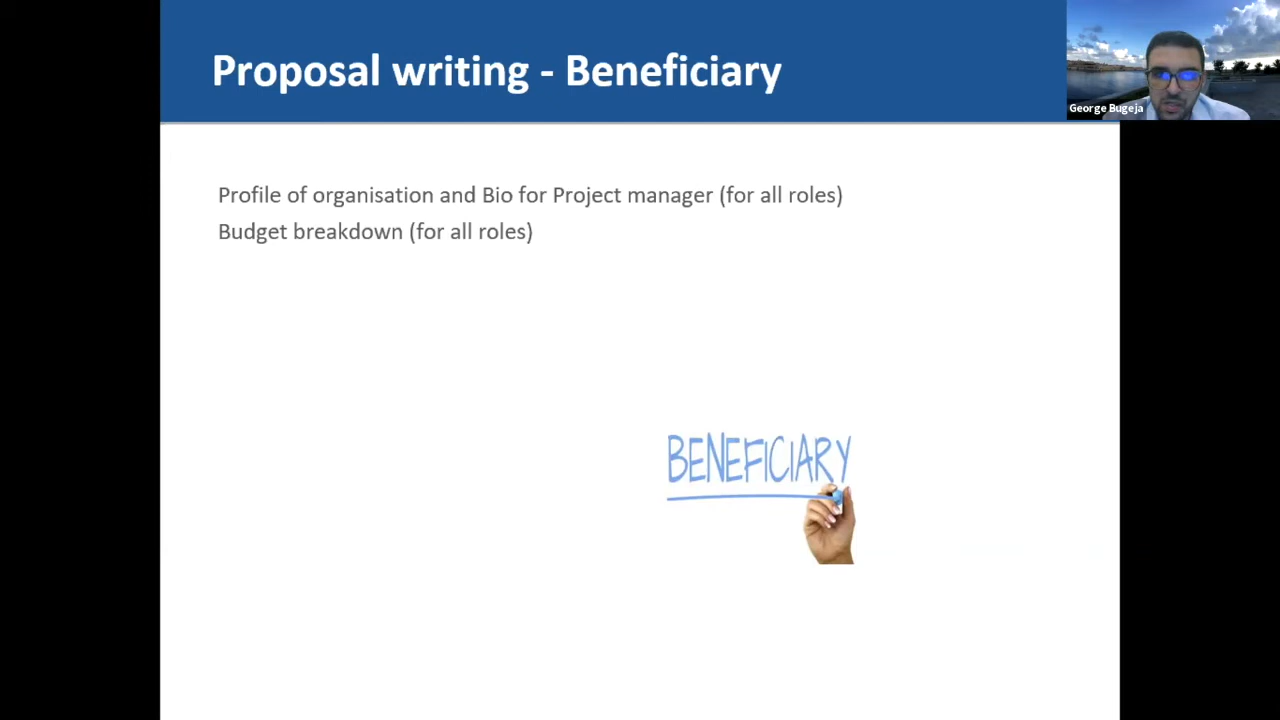 Proposal writing - Beneficiary
George Bugeja
Profile of organisation and Bio for Project manager (for all roles)
Budget breakdown (for all roles)
BENEFICIARY